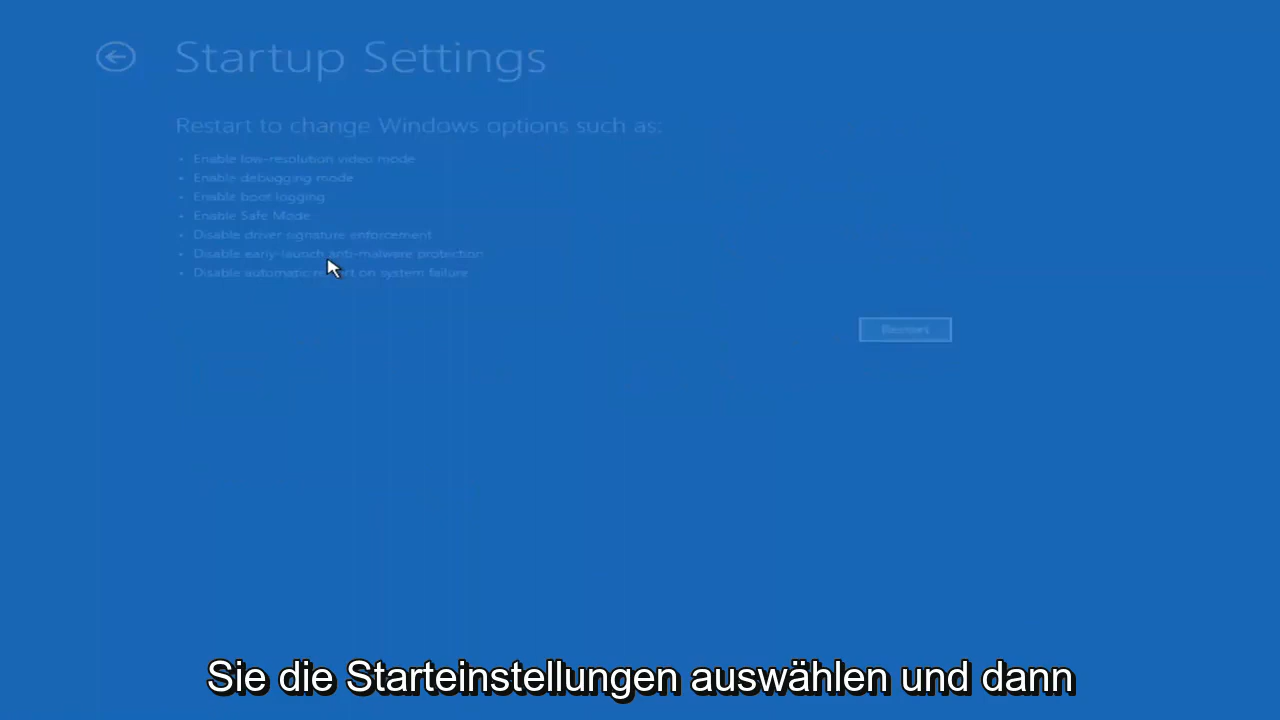 Startup Settings
Restart to change Windows options such as:
• Enable low-resolution video mode
• Enable debugging mode
• Enable boot logging
• Enable Safe Mode
• Disable driver signature enforcement
• Disable early-launch anti-malware protection
• Disable automatic restart on system failure
Restart
Sie die Starteinstellungen auswählen und dann